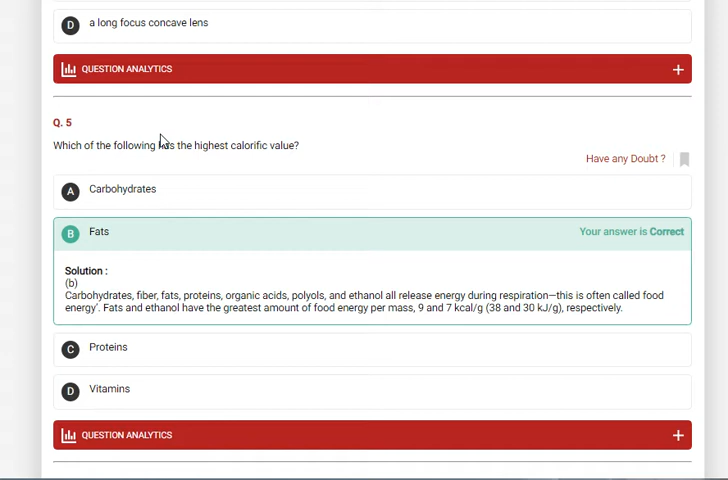 D a long focus concave lens
QUESTION ANALYTICS +
Q. 5
Which of the following has the highest calorific value?
Have any Doubt ?
A Carbohydrates
B Fats Your answer is Correct
Solution :
(b)
Carbohydrates, fiber, fats, proteins, organic acids, polyols, and ethanol all release energy during respiration—this is often called food
energy'. Fats and ethanol have the greatest amount of food energy per mass, 9 and 7 kcal/g (38 and 30 kJ/g), respectively.
C Proteins
D Vitamins
QUESTION ANALYTICS +